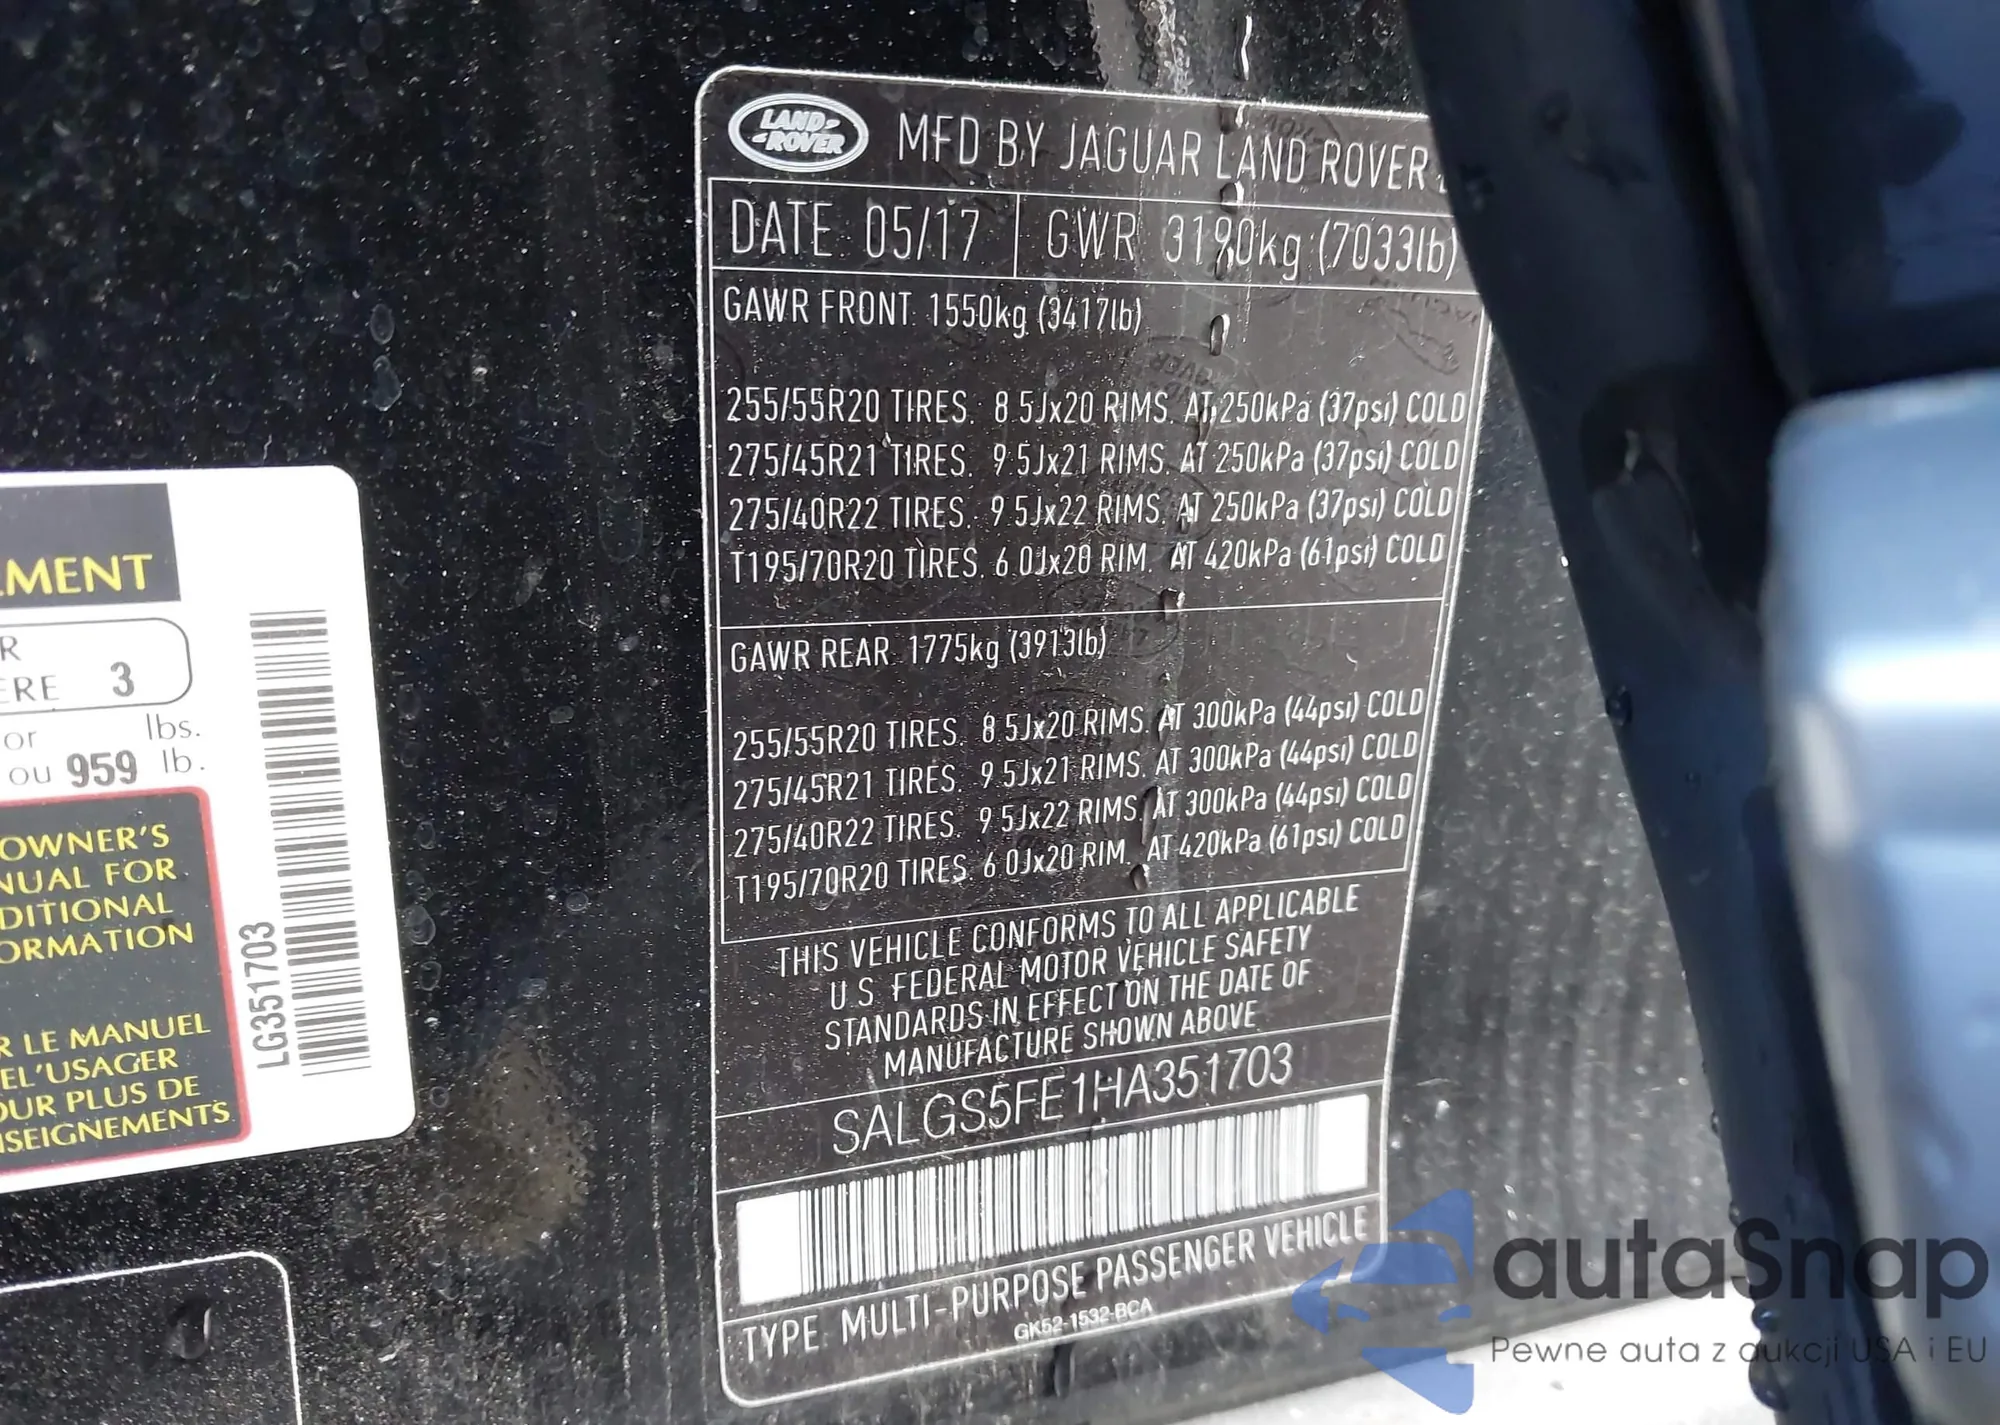 LAND-
-ROVER
MFD BY JAGUAR LAND ROVER
DATE: 05/17 GWR 3190kg (7033lb)
GAWR FRONT: 1550kg (3417lb)
255/55R20 TIRES. 8.5Jx20 RIMS. AT 250kPa (37psi) COLD
275/45R21 TIRES. 9.5Jx21 RIMS. AT 250kPa (37psi) COLD
275/40R22 TIRES. 9.5Jx22 RIMS. AT 250kPa (37psi) COLD
T195/70R20 TIRES. 6.0Jx20 RIM. AT 420kPa (61psi) COLD
GAWR REAR: 1775kg (3913lb)
255/55R20 TIRES. 8.5Jx20 RIMS. AT 300kPa (44psi) COLD
275/45R21 TIRES. 9.5Jx21 RIMS. AT 300kPa (44psi) COLD
275/40R22 TIRES. 9.5Jx22 RIMS. AT 300kPa (44psi) COLD
T195/70R20 TIRES. 6.0Jx20 RIM. AT 420kPa (61psi) COLD
THIS VEHICLE CONFORMS TO ALL APPLICABLE
U.S. FEDERAL MOTOR VEHICLE SAFETY
STANDARDS IN EFFECT ON THE DATE OF
MANUFACTURE SHOWN ABOVE
SALGS5FE1HA351703
TYPE: MULTI-PURPOSE PASSENGER VEHICLE
GK52-1532-BCA
EMENT
R
ERE 3
or lbs.
ou 959 lb.
OWNER'S
NUAL FOR
DITIONAL
ORMATION
R LE MANUEL
EL'USAGER
OUR PLUS DE
NSEIGNEMENTS
LG351703
autaSnap
Pewne auta z aukcji USA i EU